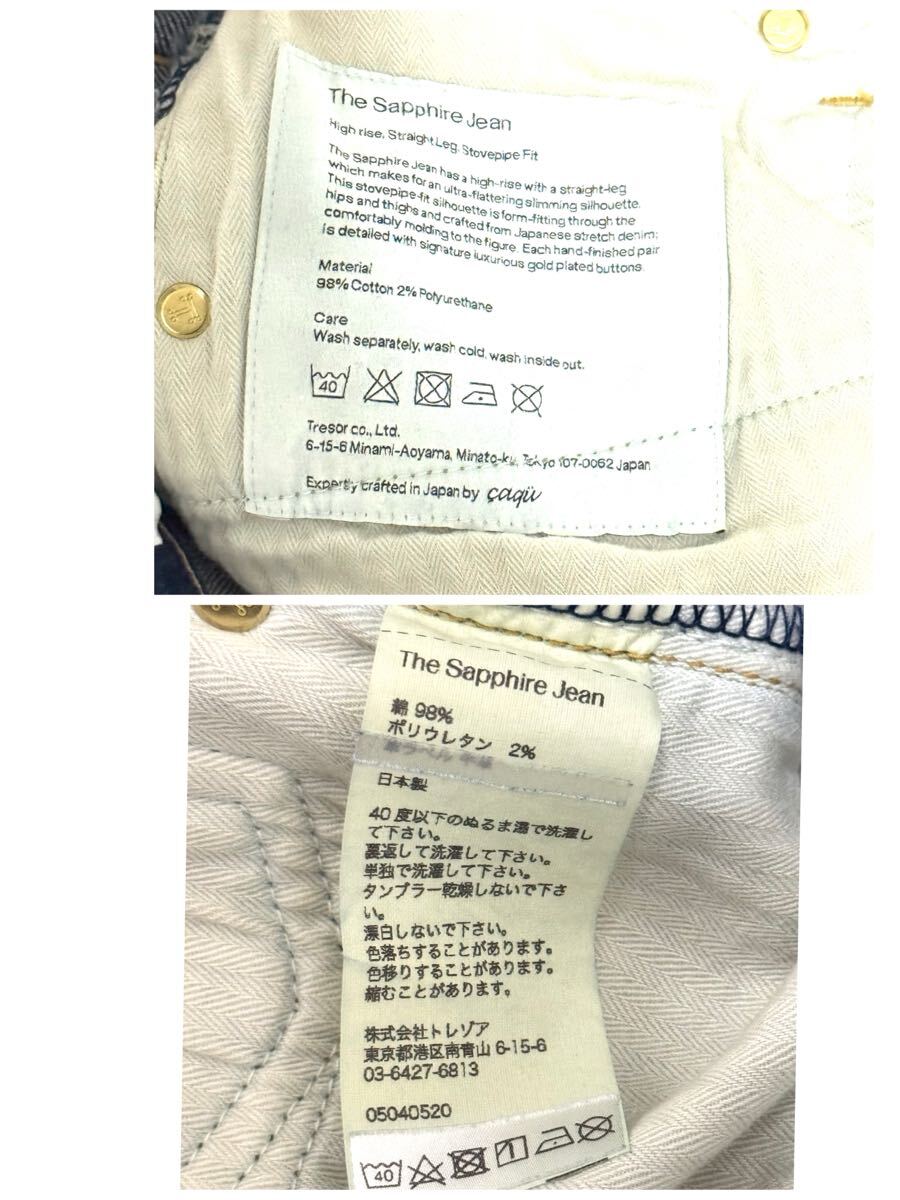 The Sapphire Jean
High rise, Straight Leg, Stovepipe Fit
The Sapphire Jean has a high-rise with a straight-leg
which makes for an ultra-flattering slimming silhouette.
This stovepipe-fit silhouette is form-fitting through the
hips and thighs and crafted from Japanese stretch denim;
comfortably molding to the figure. Each hand-finished pair
is detailed with signature luxurious gold plated buttons.
Material
98% Cotton 2% Polyurethane
Care
Wash separately, wash cold, wash inside out.
40
Tresor co., Ltd.
6-15-6 Minami-Aoyama, Minato-ku, Tokyo 107-0062 Japan
Expertly crafted in Japan by çaqü
The Sapphire Jean
綿 98%
ポリウレタン 2%
日本製
40 度以下のぬるま湯で洗濯し
て下さい。
裏返して洗濯して下さい。
単独で洗濯して下さい。
タンブラー乾燥しないで下さ
い。
漂白しないで下さい。
色落ちすることがあります。
色移りすることがあります。
縮むことがあります。
株式会社トレゾア
東京都港区南青山 6-15-6
03-6427-6813
05040520
40